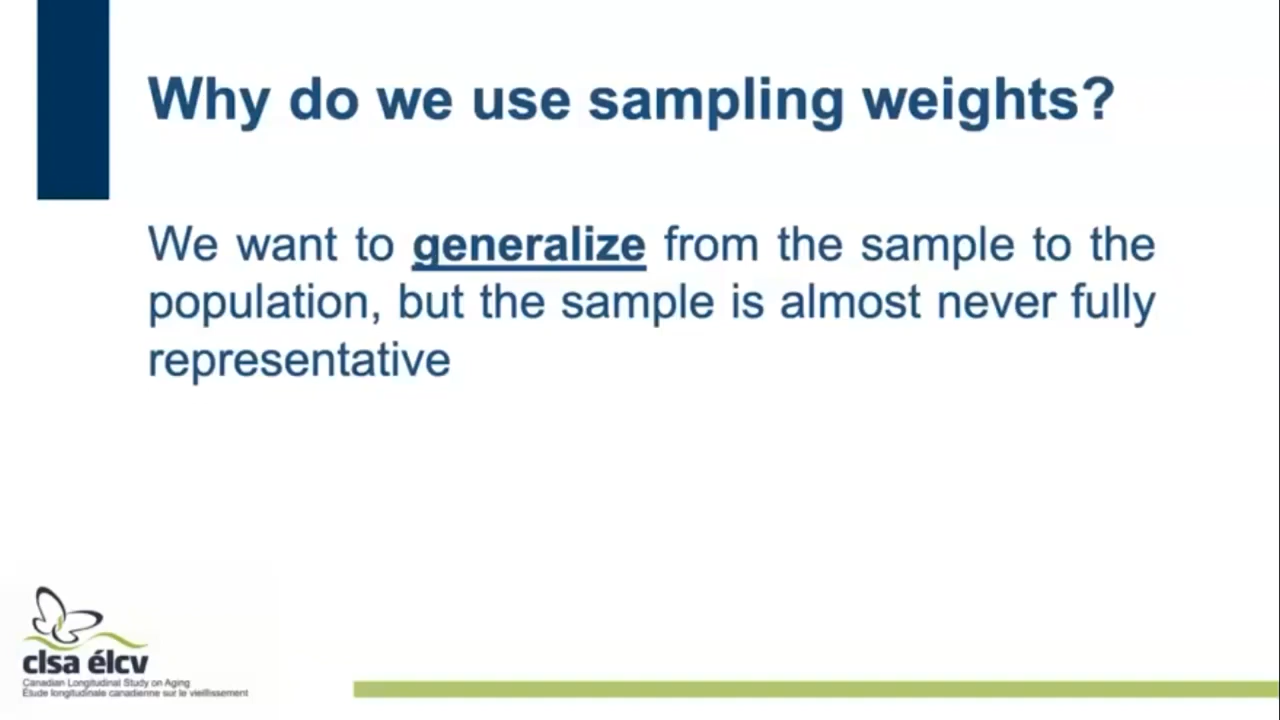 Why do we use sampling weights?
We want to generalize from the sample to the
population, but the sample is almost never fully
representative
clsa élcv
Canadian Longitudinal Study on Aging
Étude longitudinale canadienne sur le vieillissement